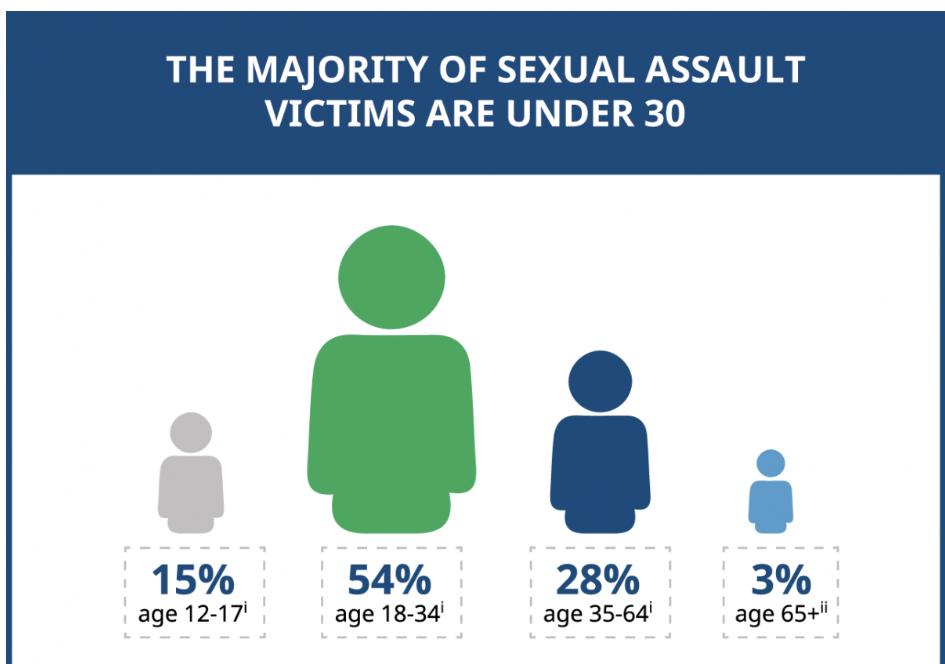 THE MAJORITY OF SEXUAL ASSAULT
VICTIMS ARE UNDER 30
15%
age 12-17ⁱ
54%
age 18-34ⁱ
28%
age 35-64ⁱ
3%
age 65+ⁱⁱ